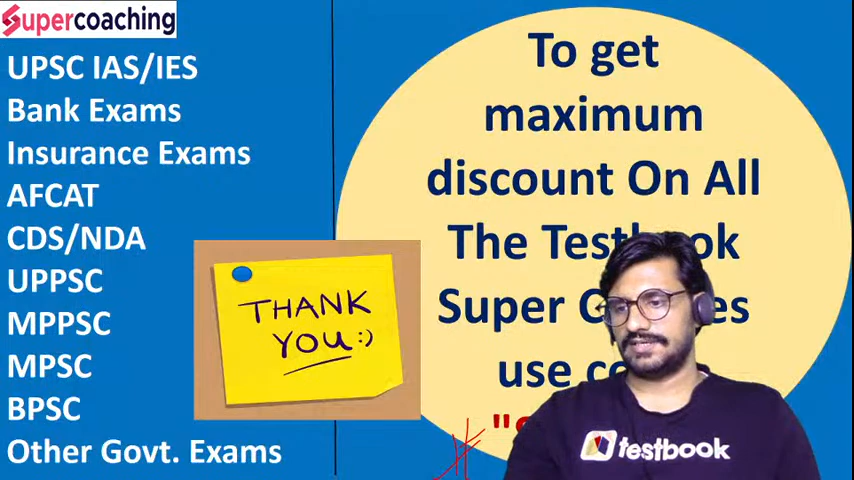 Supercoaching
UPSC IAS/IES
Bank Exams
Insurance Exams
AFCAT
CDS/NDA
UPPSC
MPPSC
MPSC
BPSC
Other Govt. Exams
THANK
YOU:)
To get
maximum
discount On All
The Testbook
Super
use
testbook